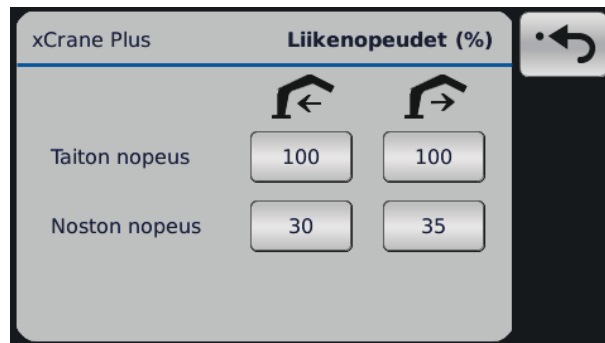 xCrane Plus Liikenopeudet (%)
Taiton nopeus 100 100
Noston nopeus 30 35